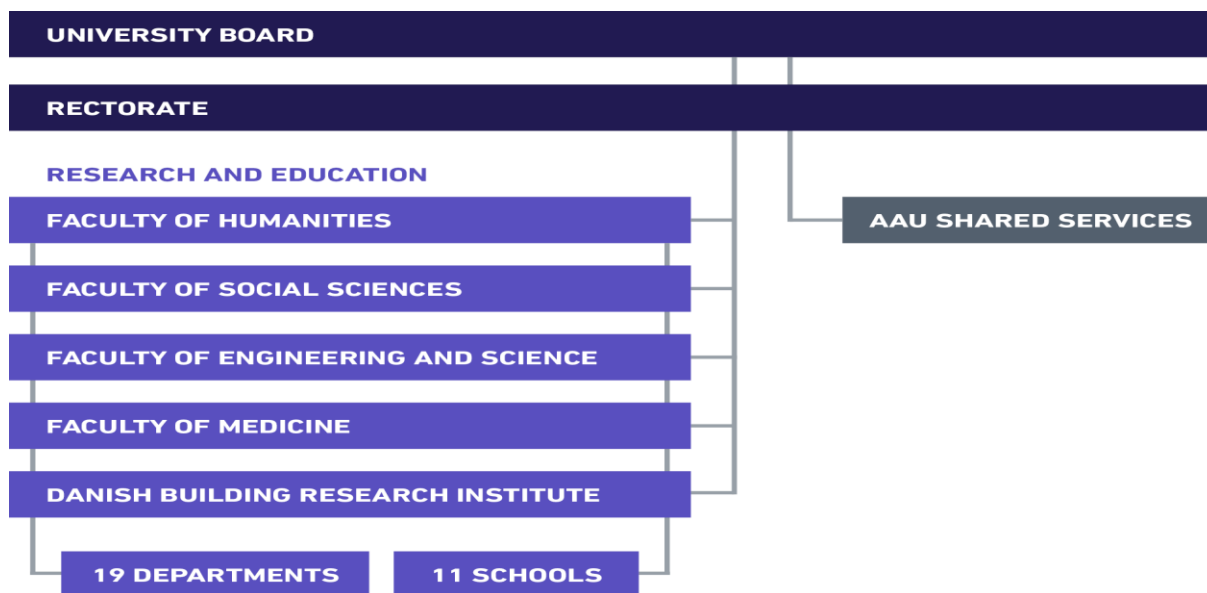 UNIVERSITY BOARD
RECTORATE
RESEARCH AND EDUCATION
FACULTY OF HUMANITIES
AAU SHARED SERVICES
FACULTY OF SOCIAL SCIENCES
FACULTY OF ENGINEERING AND SCIENCE
FACULTY OF MEDICINE
DANISH BUILDING RESEARCH INSTITUTE
19 DEPARTMENTS
11 SCHOOLS